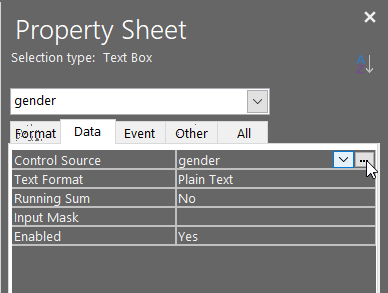 Property Sheet
Selection type: Text Box
gender
Format Data Event Other All
Control Source gender
Text Format Plain Text
Running Sum No
Input Mask
Enabled Yes